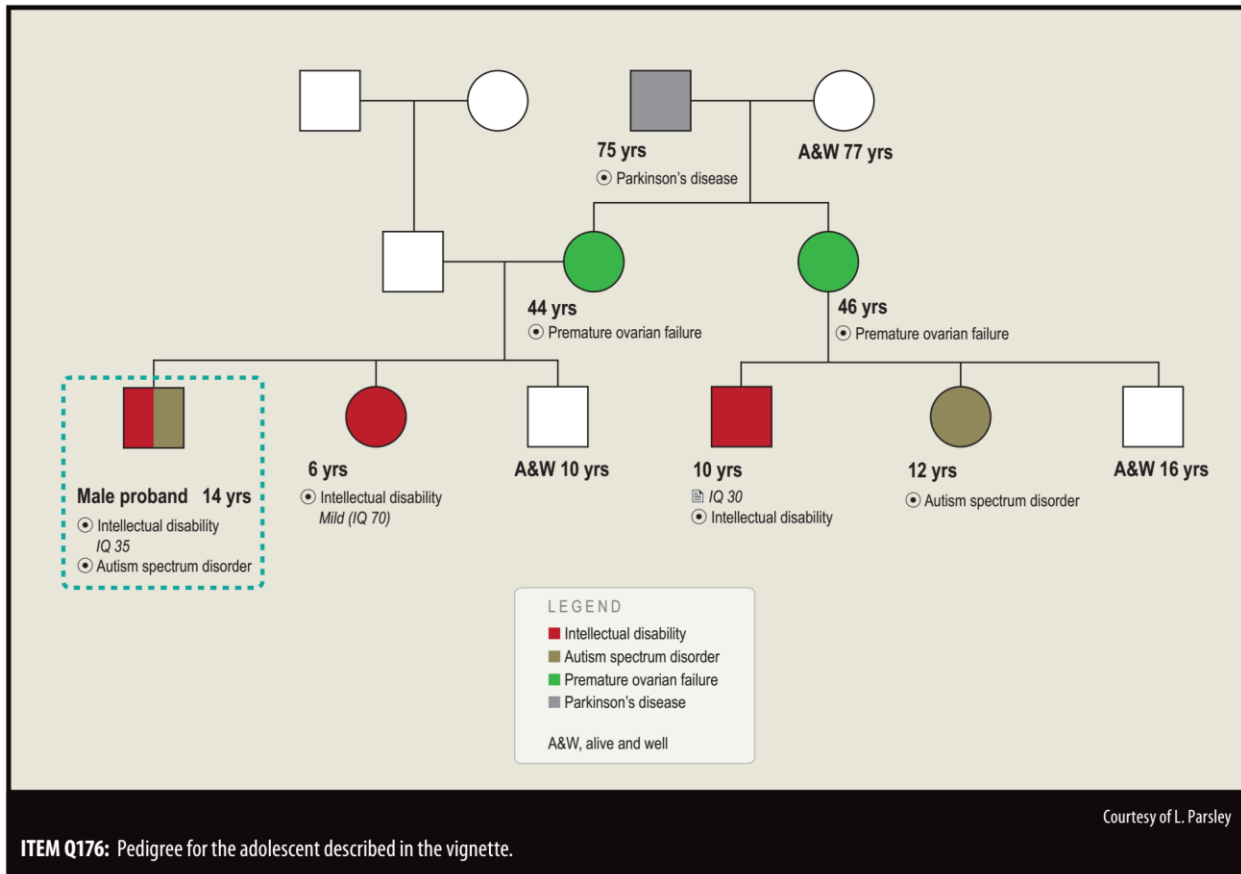 75 yrs
⦿ Parkinson's disease
A&W 77 yrs
44 yrs
⦿ Premature ovarian failure
46 yrs
⦿ Premature ovarian failure
Male proband 14 yrs
⦿ Intellectual disability
IQ 35
⦿ Autism spectrum disorder
6 yrs
⦿ Intellectual disability
Mild (IQ 70)
A&W 10 yrs
10 yrs
IQ 30
⦿ Intellectual disability
12 yrs
⦿ Autism spectrum disorder
A&W 16 yrs
LEGEND
Intellectual disability
Autism spectrum disorder
Premature ovarian failure
Parkinson's disease
A&W, alive and well
Courtesy of L. Parsley
ITEM Q176: Pedigree for the adolescent described in the vignette.